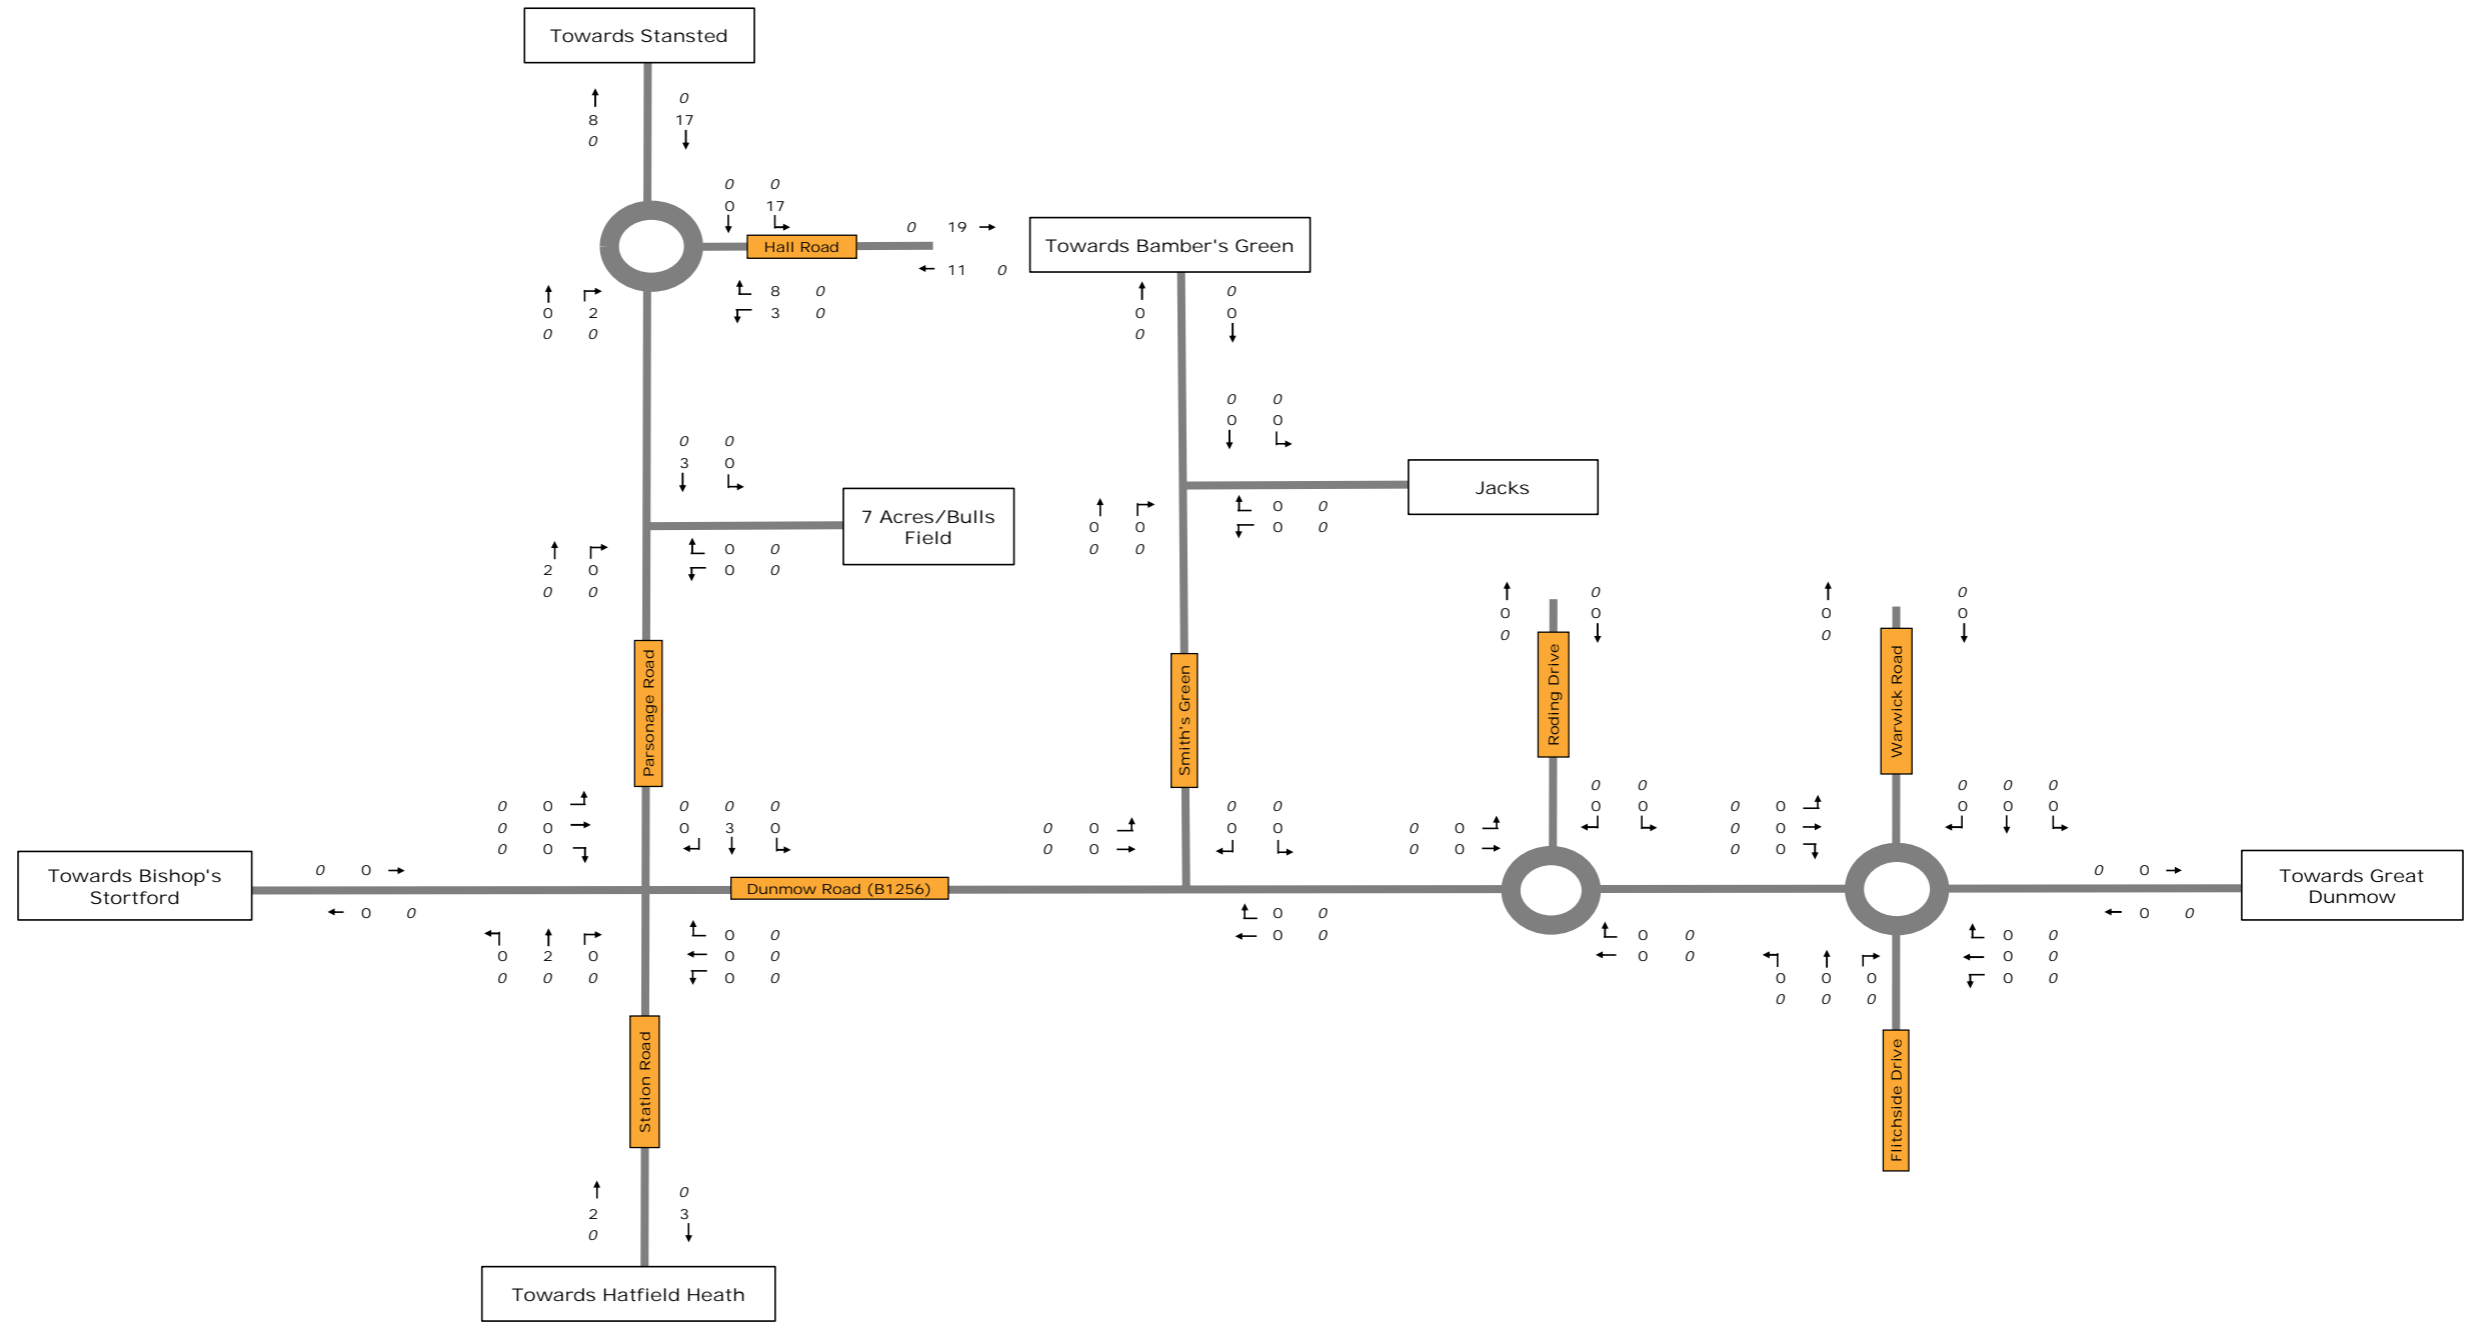 Towards Stansted
0
8 17
0
0 0
0 17
0 19
Hall Road
Towards Bamber's Green
11 0
8 0
0 2 3 0
0 0
0
0 0
0
0 0
0 0
0 0
3 0
Jacks
7 Acres/Bulls
Field
0 0
0 0 0 0
0 0
0 0
2 0 0 0
0 0
0 0
0 0
0 0
Parsonage Road
Smith's Green
Roding Drive
Warwick Road
0 0 0 0 0 0 0 0 0 0 0 0 0 0 0
0 0 0 3 0 0 0 0 0 0 0 0 0 0 0 0 0 0 0
0 0 0 0 0 0 0 0
Towards Bishop's
Stortford
0 0
0 0
Dunmow Road (B1256)
0 0
0 0
Towards Great
Dunmow
0 0
0 0
0 2 0
0 0 0
0 0
0 0
0 0
0 0
0 0
0 0 0
0 0 0
0 0
0 0
0 0
Station Road
Flitchside Drive
0
2 3
0
Towards Hatfield Heath